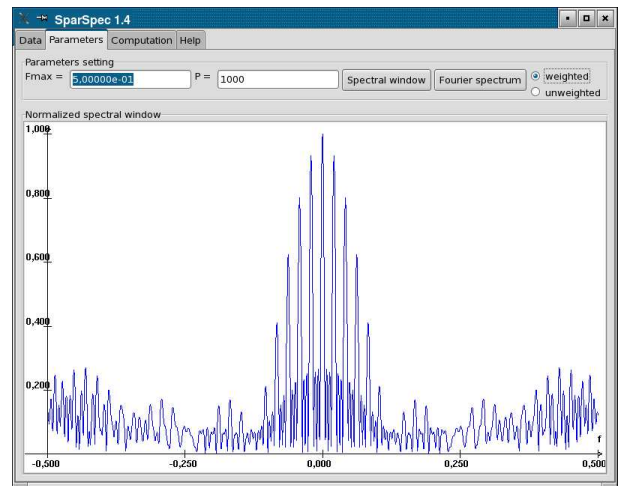 SparSpec 1.4
Data Parameters Computation Help
Parameters setting
Fmax = 5,00000e-01 P = 1000 Spectral window Fourier spectrum weighted
unweighted
Normalized spectral window
1,000
0,800
0,600
0,400
0,200
f
-0,500 -0,250 0,000 0,250 0,500